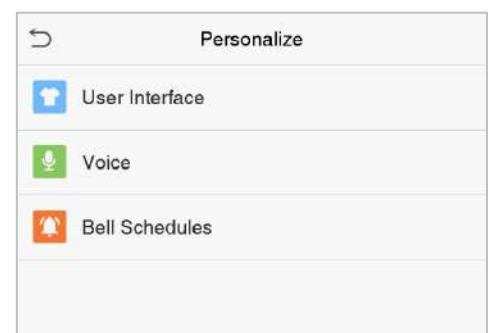 Personalize
User Interface
Voice
Bell Schedules